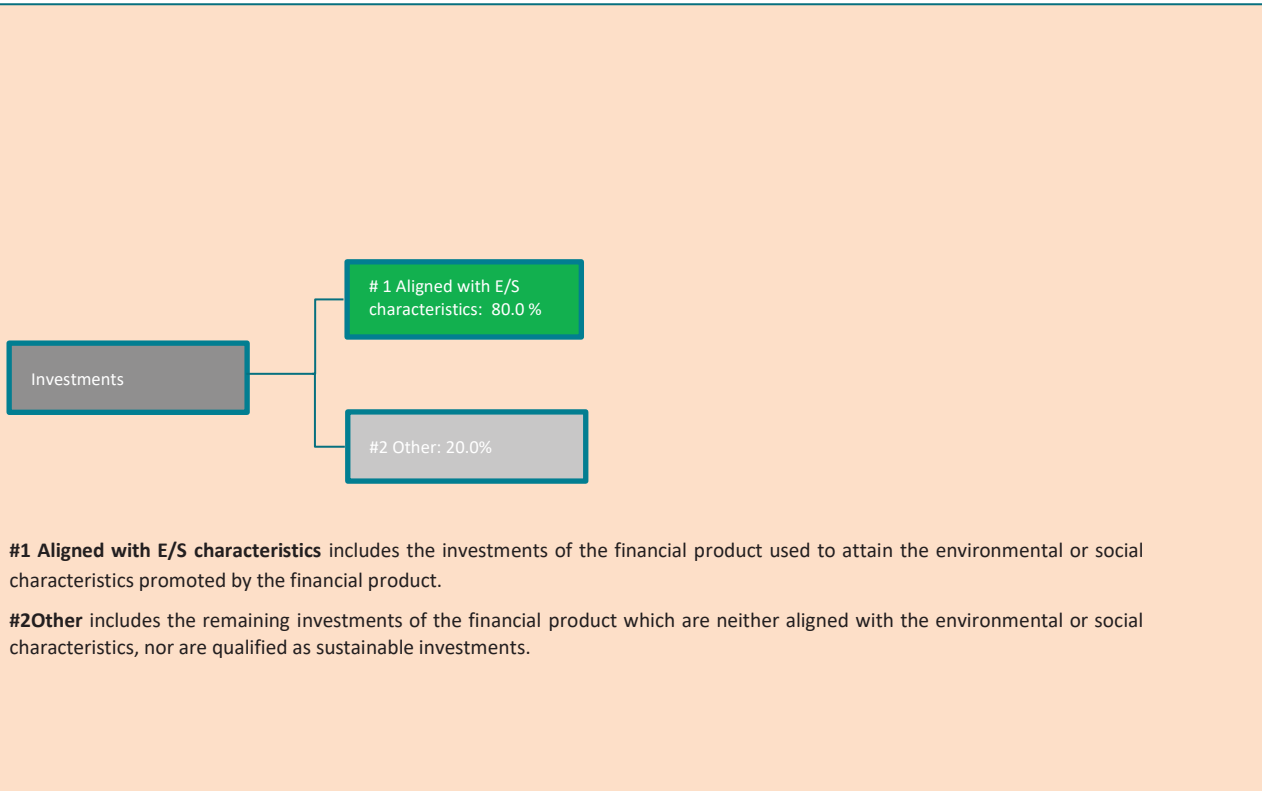 # 1 Aligned with E/S
characteristics:  80.0 %
Investments
#2 Other: 20.0%
#1 Aligned with E/S characteristics includes the investments of the financial product used to attain the environmental or social
characteristics promoted by the financial product.
#2Other includes the remaining investments of the financial product which are neither aligned with the environmental or social
characteristics, nor are qualified as sustainable investments.